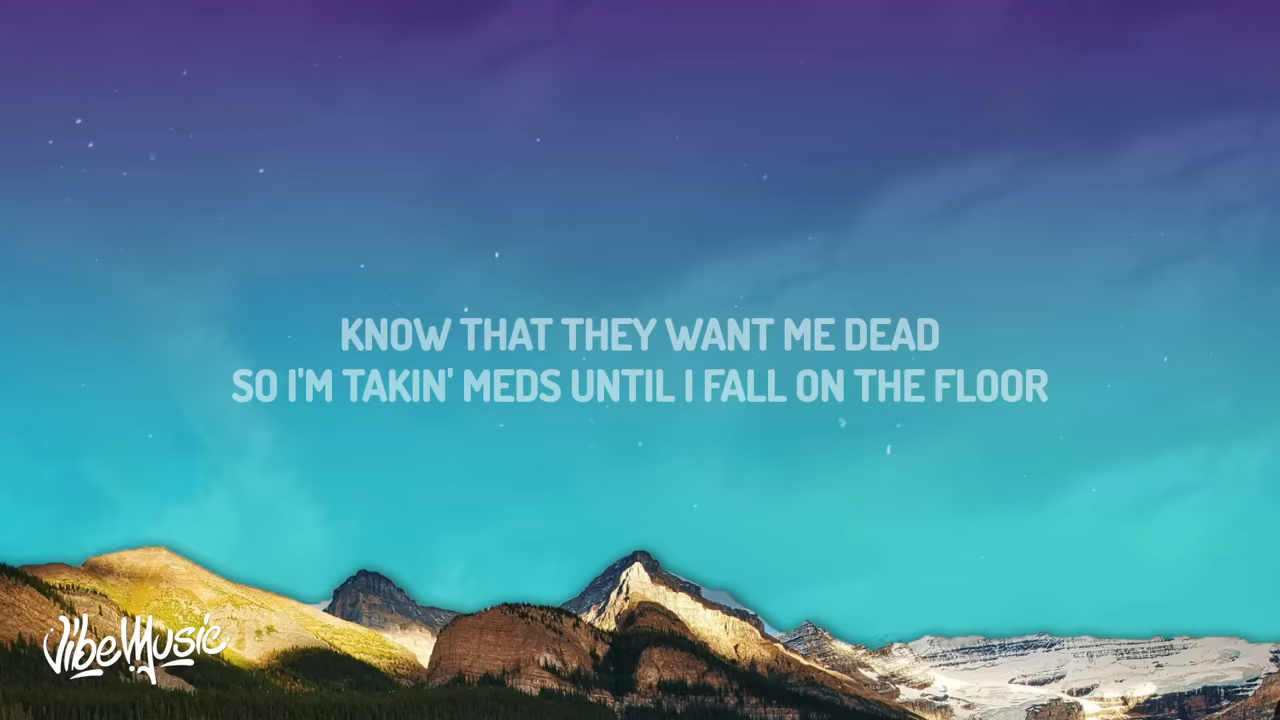 KNOW THAT THEY WANT ME DEAD
SO I'M TAKIN' MEDS UNTIL I FALL ON THE FLOOR
VibeMusic